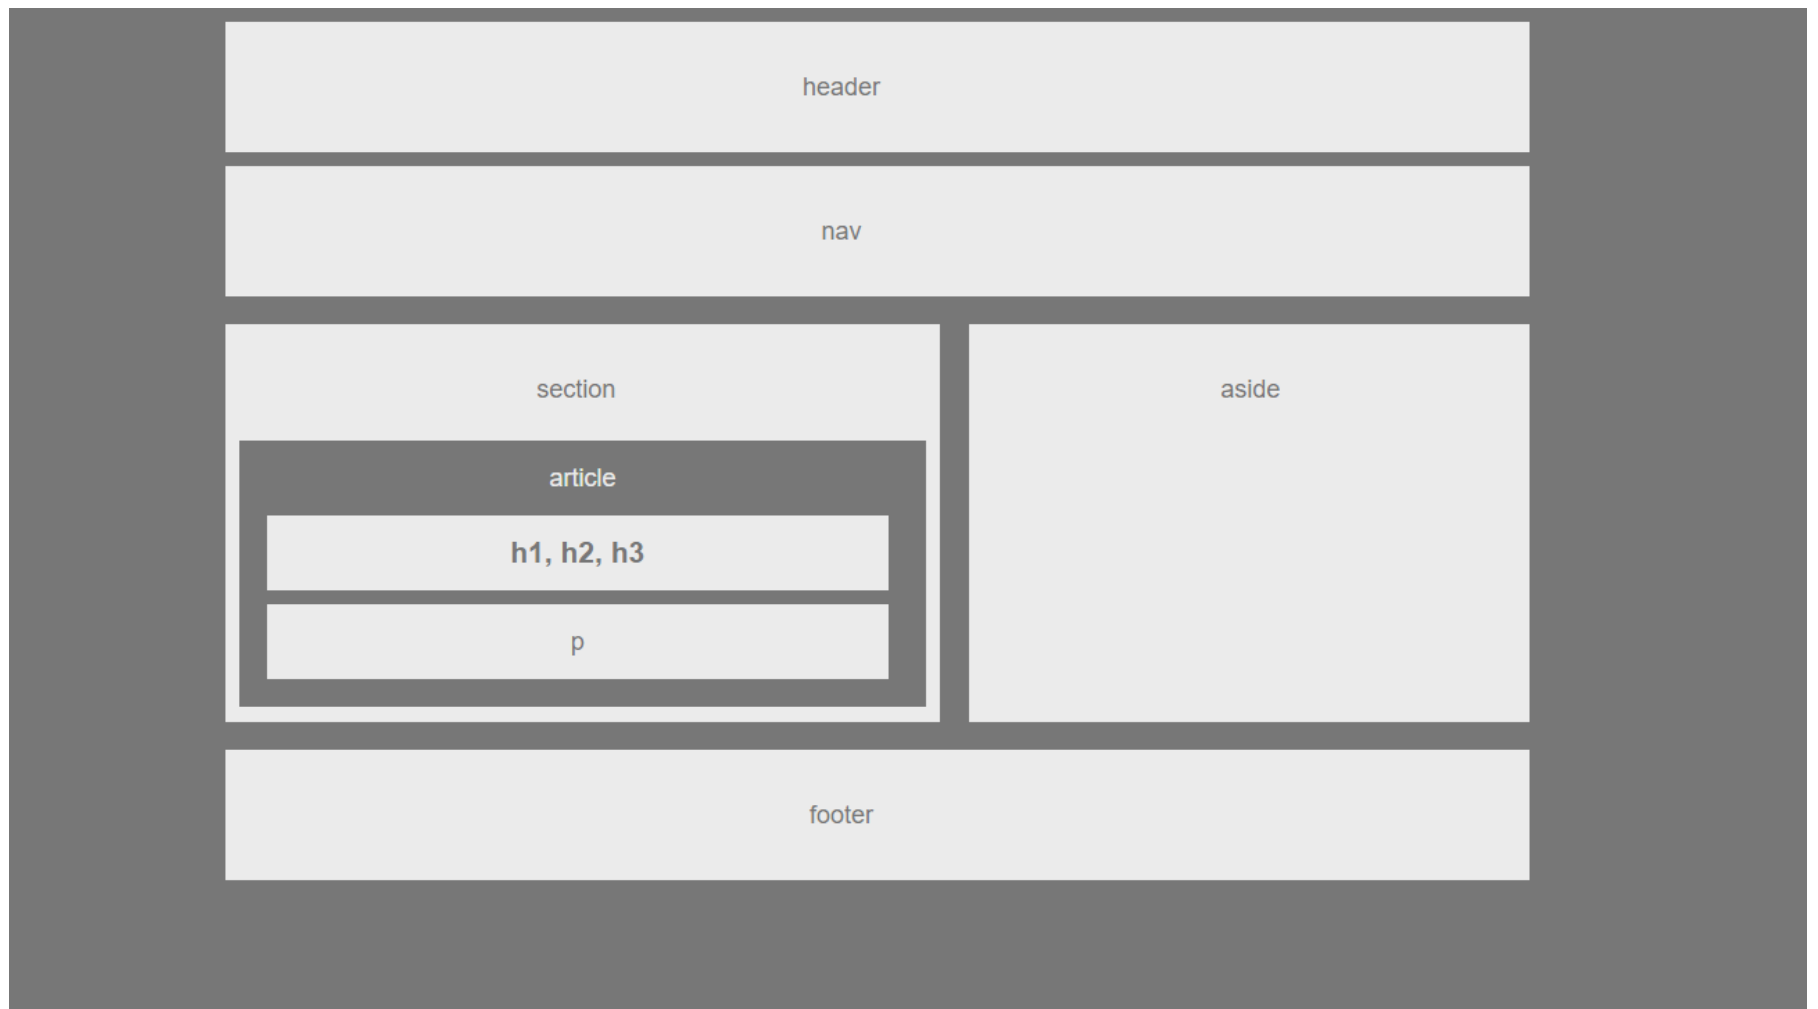 header
nav
section
aside
article
h1, h2, h3
p
footer